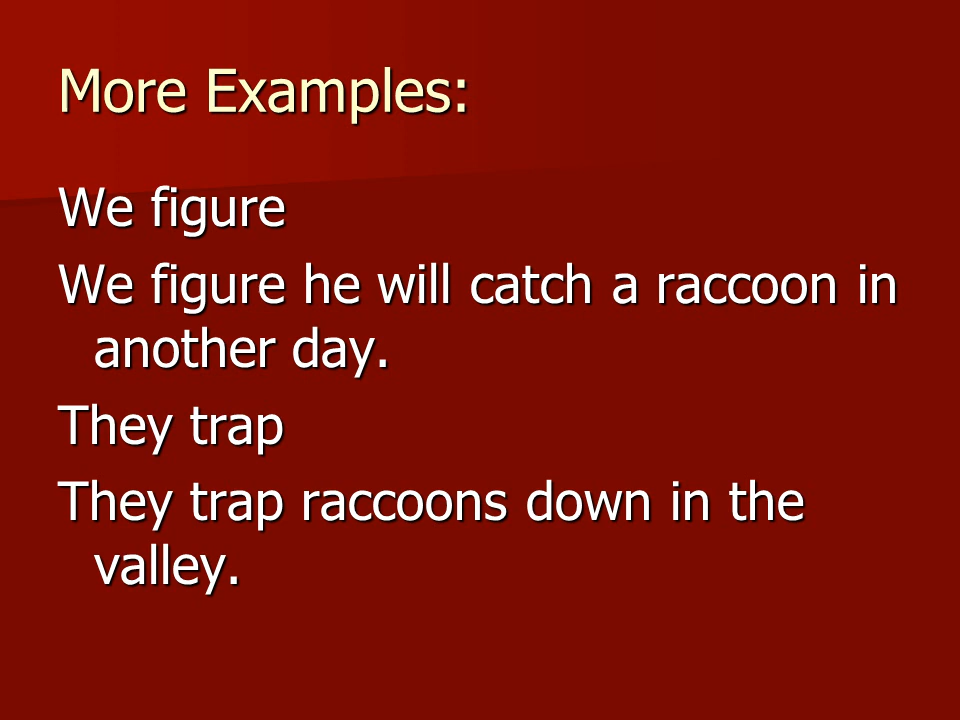 More Examples:
We figure
We figure he will catch a raccoon in
another day.
They trap
They trap raccoons down in the
valley.